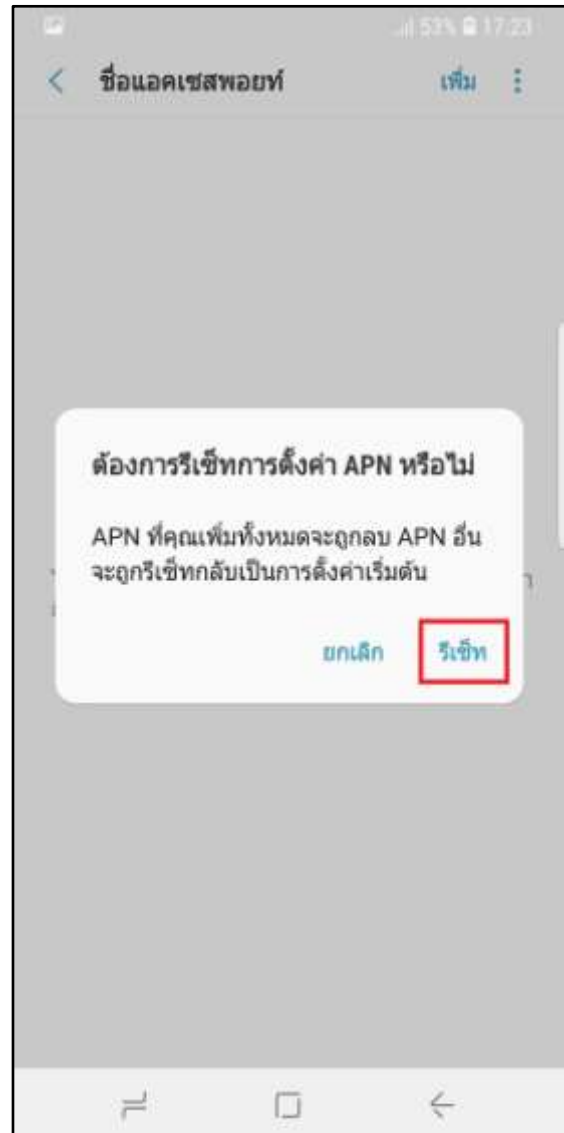 53% 17:23
ชื่อแอคเซสพอยท์ เพิ่ม
ต้องการรีเซ็ทการตั้งค่า APN หรือไม่
APN ที่คุณเพิ่มทั้งหมดจะถูกลบ APN อื่น
จะถูกรีเซ็ทกลับเป็นการตั้งค่าเริ่มต้น
ยกเลิก รีเซ็ท